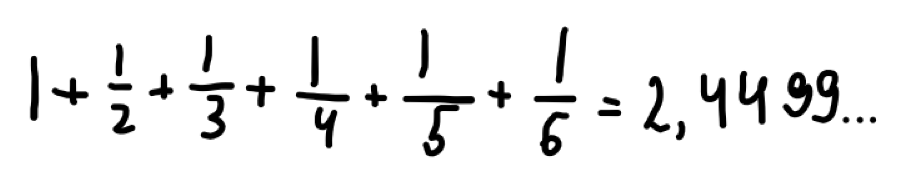 1 + 1/2 + 1/3 + 1/4 + 1/5 + 1/6 = 2,4499...